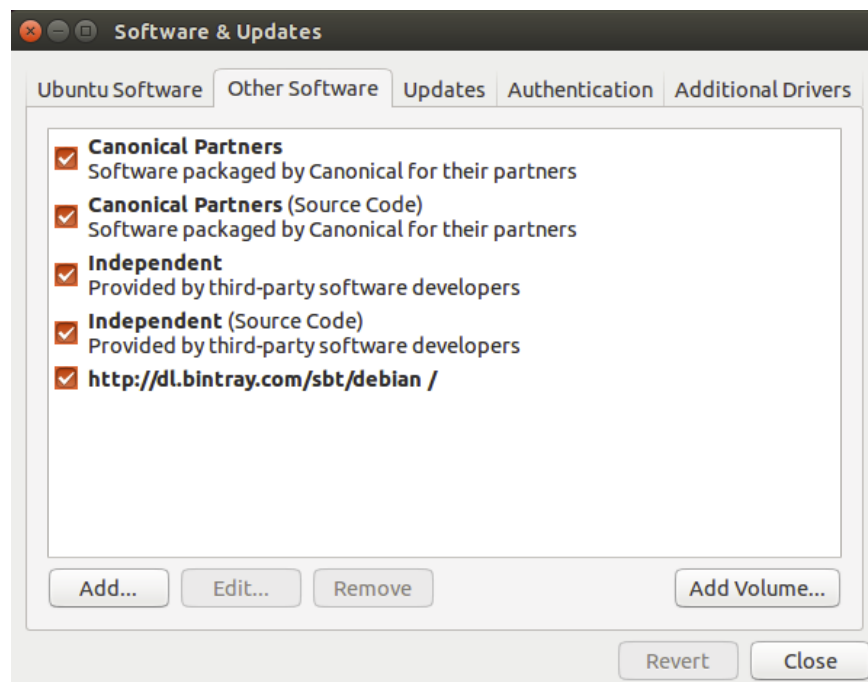 Software & Updates
Ubuntu Software Other Software Updates Authentication Additional Drivers
Canonical Partners
Software packaged by Canonical for their partners
Canonical Partners (Source Code)
Software packaged by Canonical for their partners
Independent
Provided by third-party software developers
Independent (Source Code)
Provided by third-party software developers
http://dl.bintray.com/sbt/debian /
Add... Edit... Remove Add Volume...
Revert Close